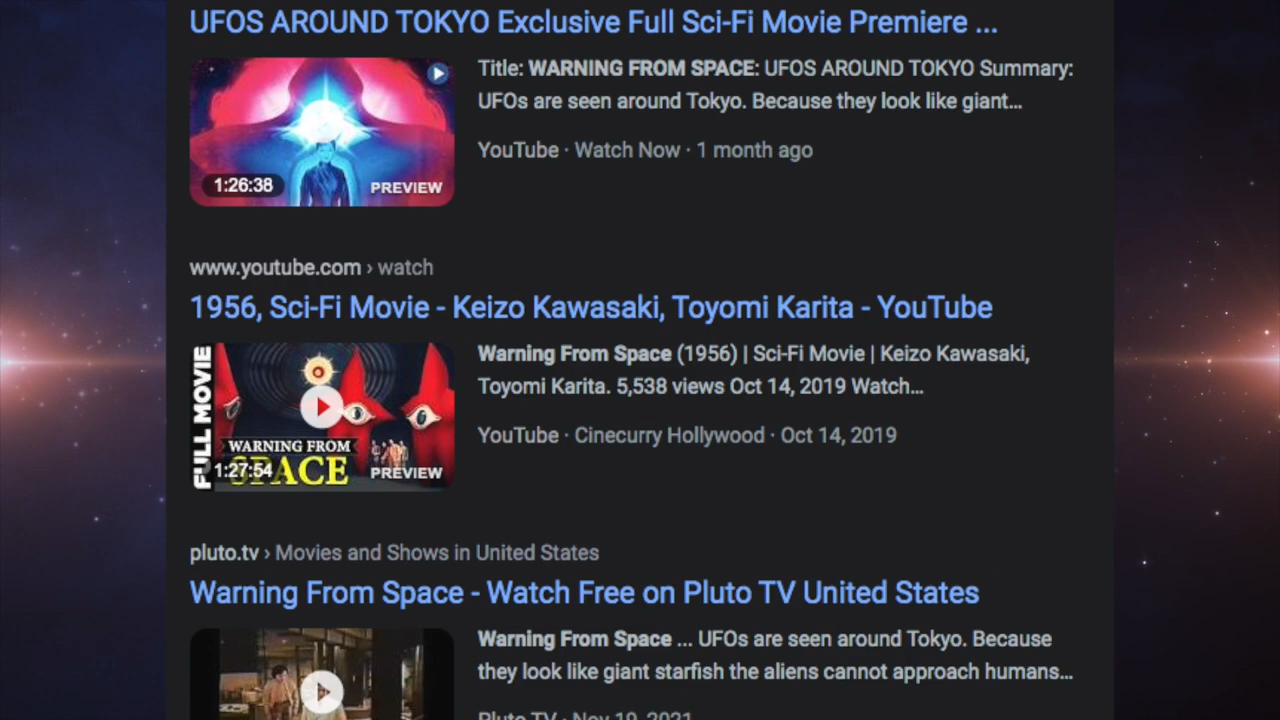 UFOS AROUND TOKYO Exclusive Full Sci-Fi Movie Premiere ...
Title: WARNING FROM SPACE: UFOS AROUND TOKYO Summary:
UFOs are seen around Tokyo. Because they look like giant...
YouTube · Watch Now · 1 month ago
1:26:38
PREVIEW
www.youtube.com › watch
1956, Sci-Fi Movie - Keizo Kawasaki, Toyomi Karita - YouTube
FULL MOVIE
WARNING FROM
SPACE
1:27:54
PREVIEW
Warning From Space (1956) | Sci-Fi Movie | Keizo Kawasaki,
Toyomi Karita. 5,538 views Oct 14, 2019 Watch...
YouTube · Cinecurry Hollywood · Oct 14, 2019
pluto.tv › Movies and Shows in United States
Warning From Space - Watch Free on Pluto TV United States
Warning From Space ... UFOs are seen around Tokyo. Because
they look like giant starfish the aliens cannot approach humans...
Pluto TV · Nov 19, 2021